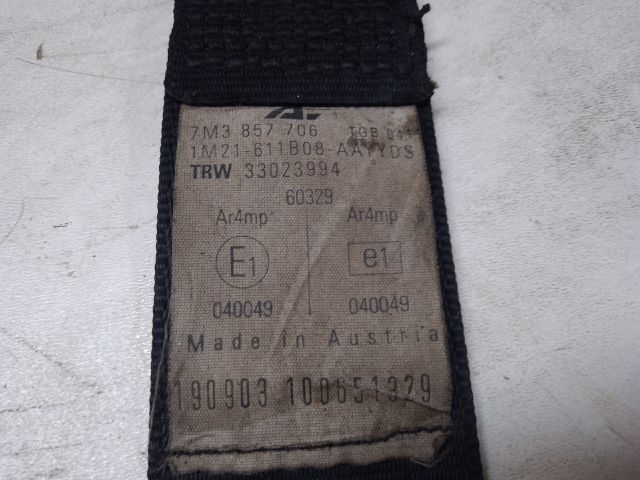 7M3 857 706
1M21-611B08-AAYYDS
TRW 33023994
60329
Ar4mp Ar4mp
E1 e1
040049 040049
Made in Austria
190903 100651329